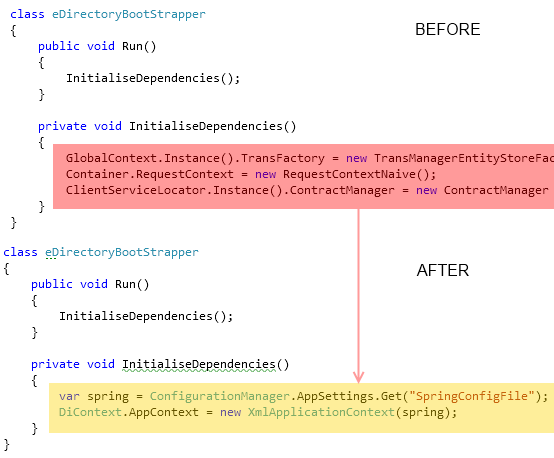 class eDirectoryBootStrapper
BEFORE
{
public void Run()
{
InitialiseDependencies();
}
private void InitialiseDependencies()
{
GlobalContext.Instance().TransFactory = new TransManagerEntityStoreFac
Container.RequestContext = new RequestContextNaive();
ClientServiceLocator.Instance().ContractManager = new ContractManager
}
}
class eDirectoryBootStrapper
{
AFTER
public void Run()
{
InitialiseDependencies();
}
private void InitialiseDependencies()
{
var spring = ConfigurationManager.AppSettings.Get("SpringConfigFile");
DiContext.AppContext = new XmlApplicationContext(spring);
}
}